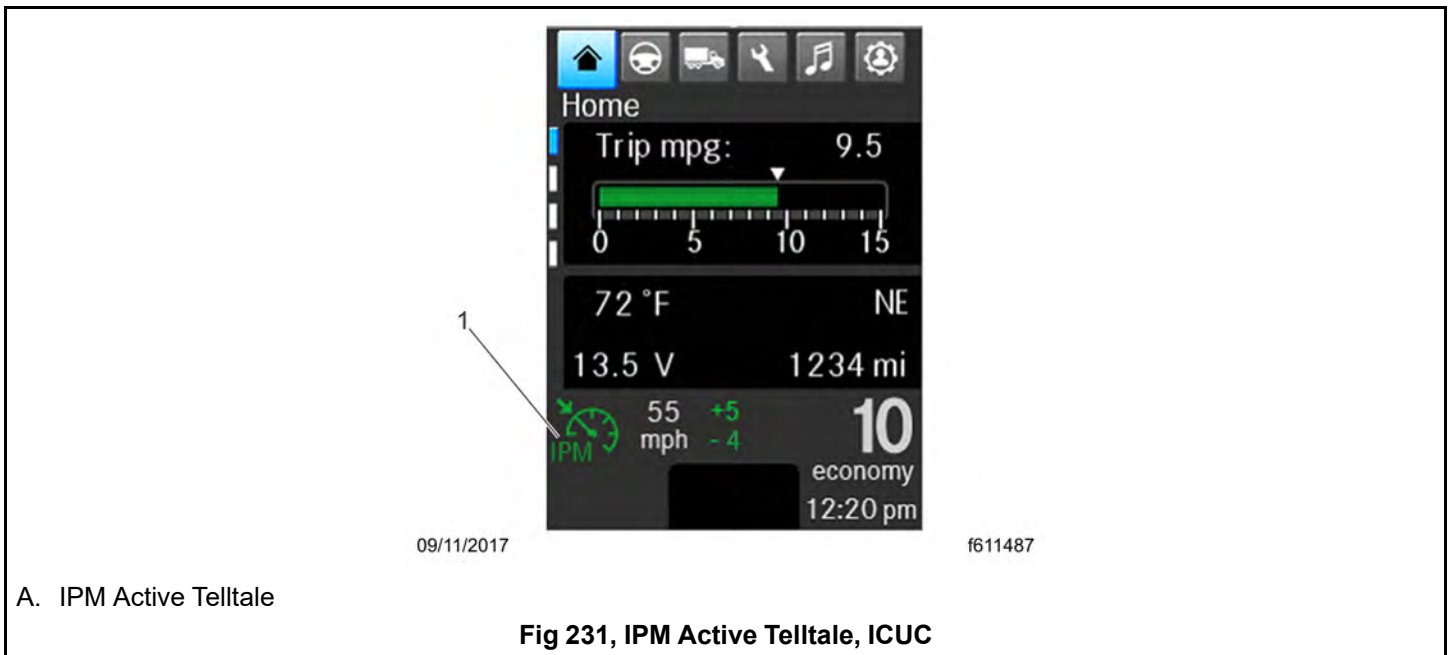 Home
Trip mpg: 9.5
0 5 10 15
72 °F NE
13.5 V 1234 mi
1
IPM 55 mph +5 - 4 10
economy
12:20 pm
09/11/2017 f611487
A. IPM Active Telltale
Fig 231, IPM Active Telltale, ICUC